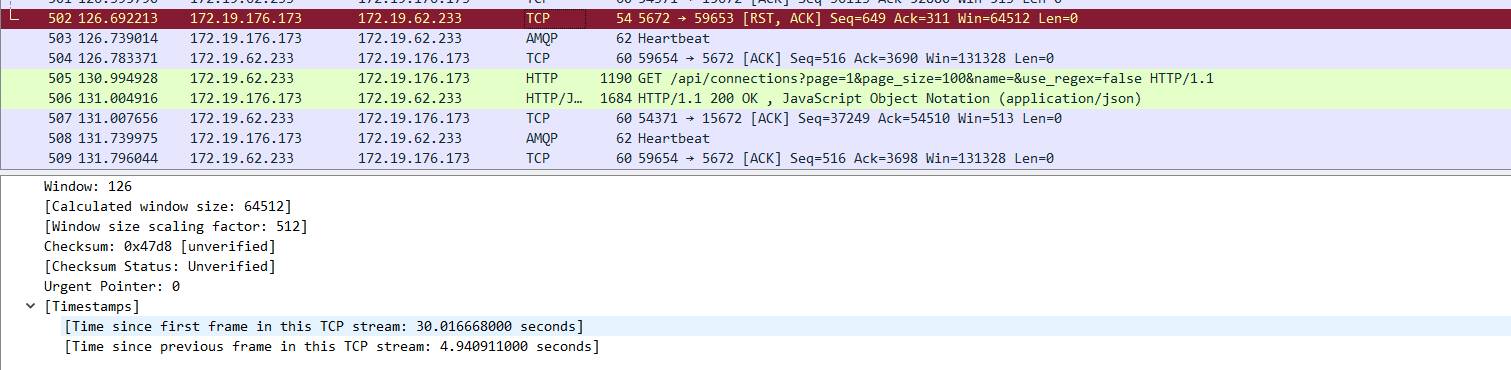 502 126.692213 172.19.176.173 172.19.62.233 TCP 54 5672 → 59653 [RST, ACK] Seq=649 Ack=311 Win=64512 Len=0
503 126.739014 172.19.176.173 172.19.62.233 AMQP 62 Heartbeat
504 126.783371 172.19.62.233 172.19.176.173 TCP 60 59654 → 5672 [ACK] Seq=516 Ack=3690 Win=131328 Len=0
505 130.994928 172.19.62.233 172.19.176.173 HTTP 1190 GET /api/connections?page=1&page_size=100&name=&use_regex=false HTTP/1.1
506 131.004916 172.19.176.173 172.19.62.233 HTTP/J… 1684 HTTP/1.1 200 OK , JavaScript Object Notation (application/json)
507 131.007656 172.19.62.233 172.19.176.173 TCP 60 54371 → 15672 [ACK] Seq=37249 Ack=54510 Win=513 Len=0
508 131.739975 172.19.176.173 172.19.62.233 AMQP 62 Heartbeat
509 131.796044 172.19.62.233 172.19.176.173 TCP 60 59654 → 5672 [ACK] Seq=516 Ack=3698 Win=131328 Len=0
Window: 126
[Calculated window size: 64512]
[Window size scaling factor: 512]
Checksum: 0x47d8 [unverified]
[Checksum Status: Unverified]
Urgent Pointer: 0
[Timestamps]
[Time since first frame in this TCP stream: 30.016668000 seconds]
[Time since previous frame in this TCP stream: 4.940911000 seconds]